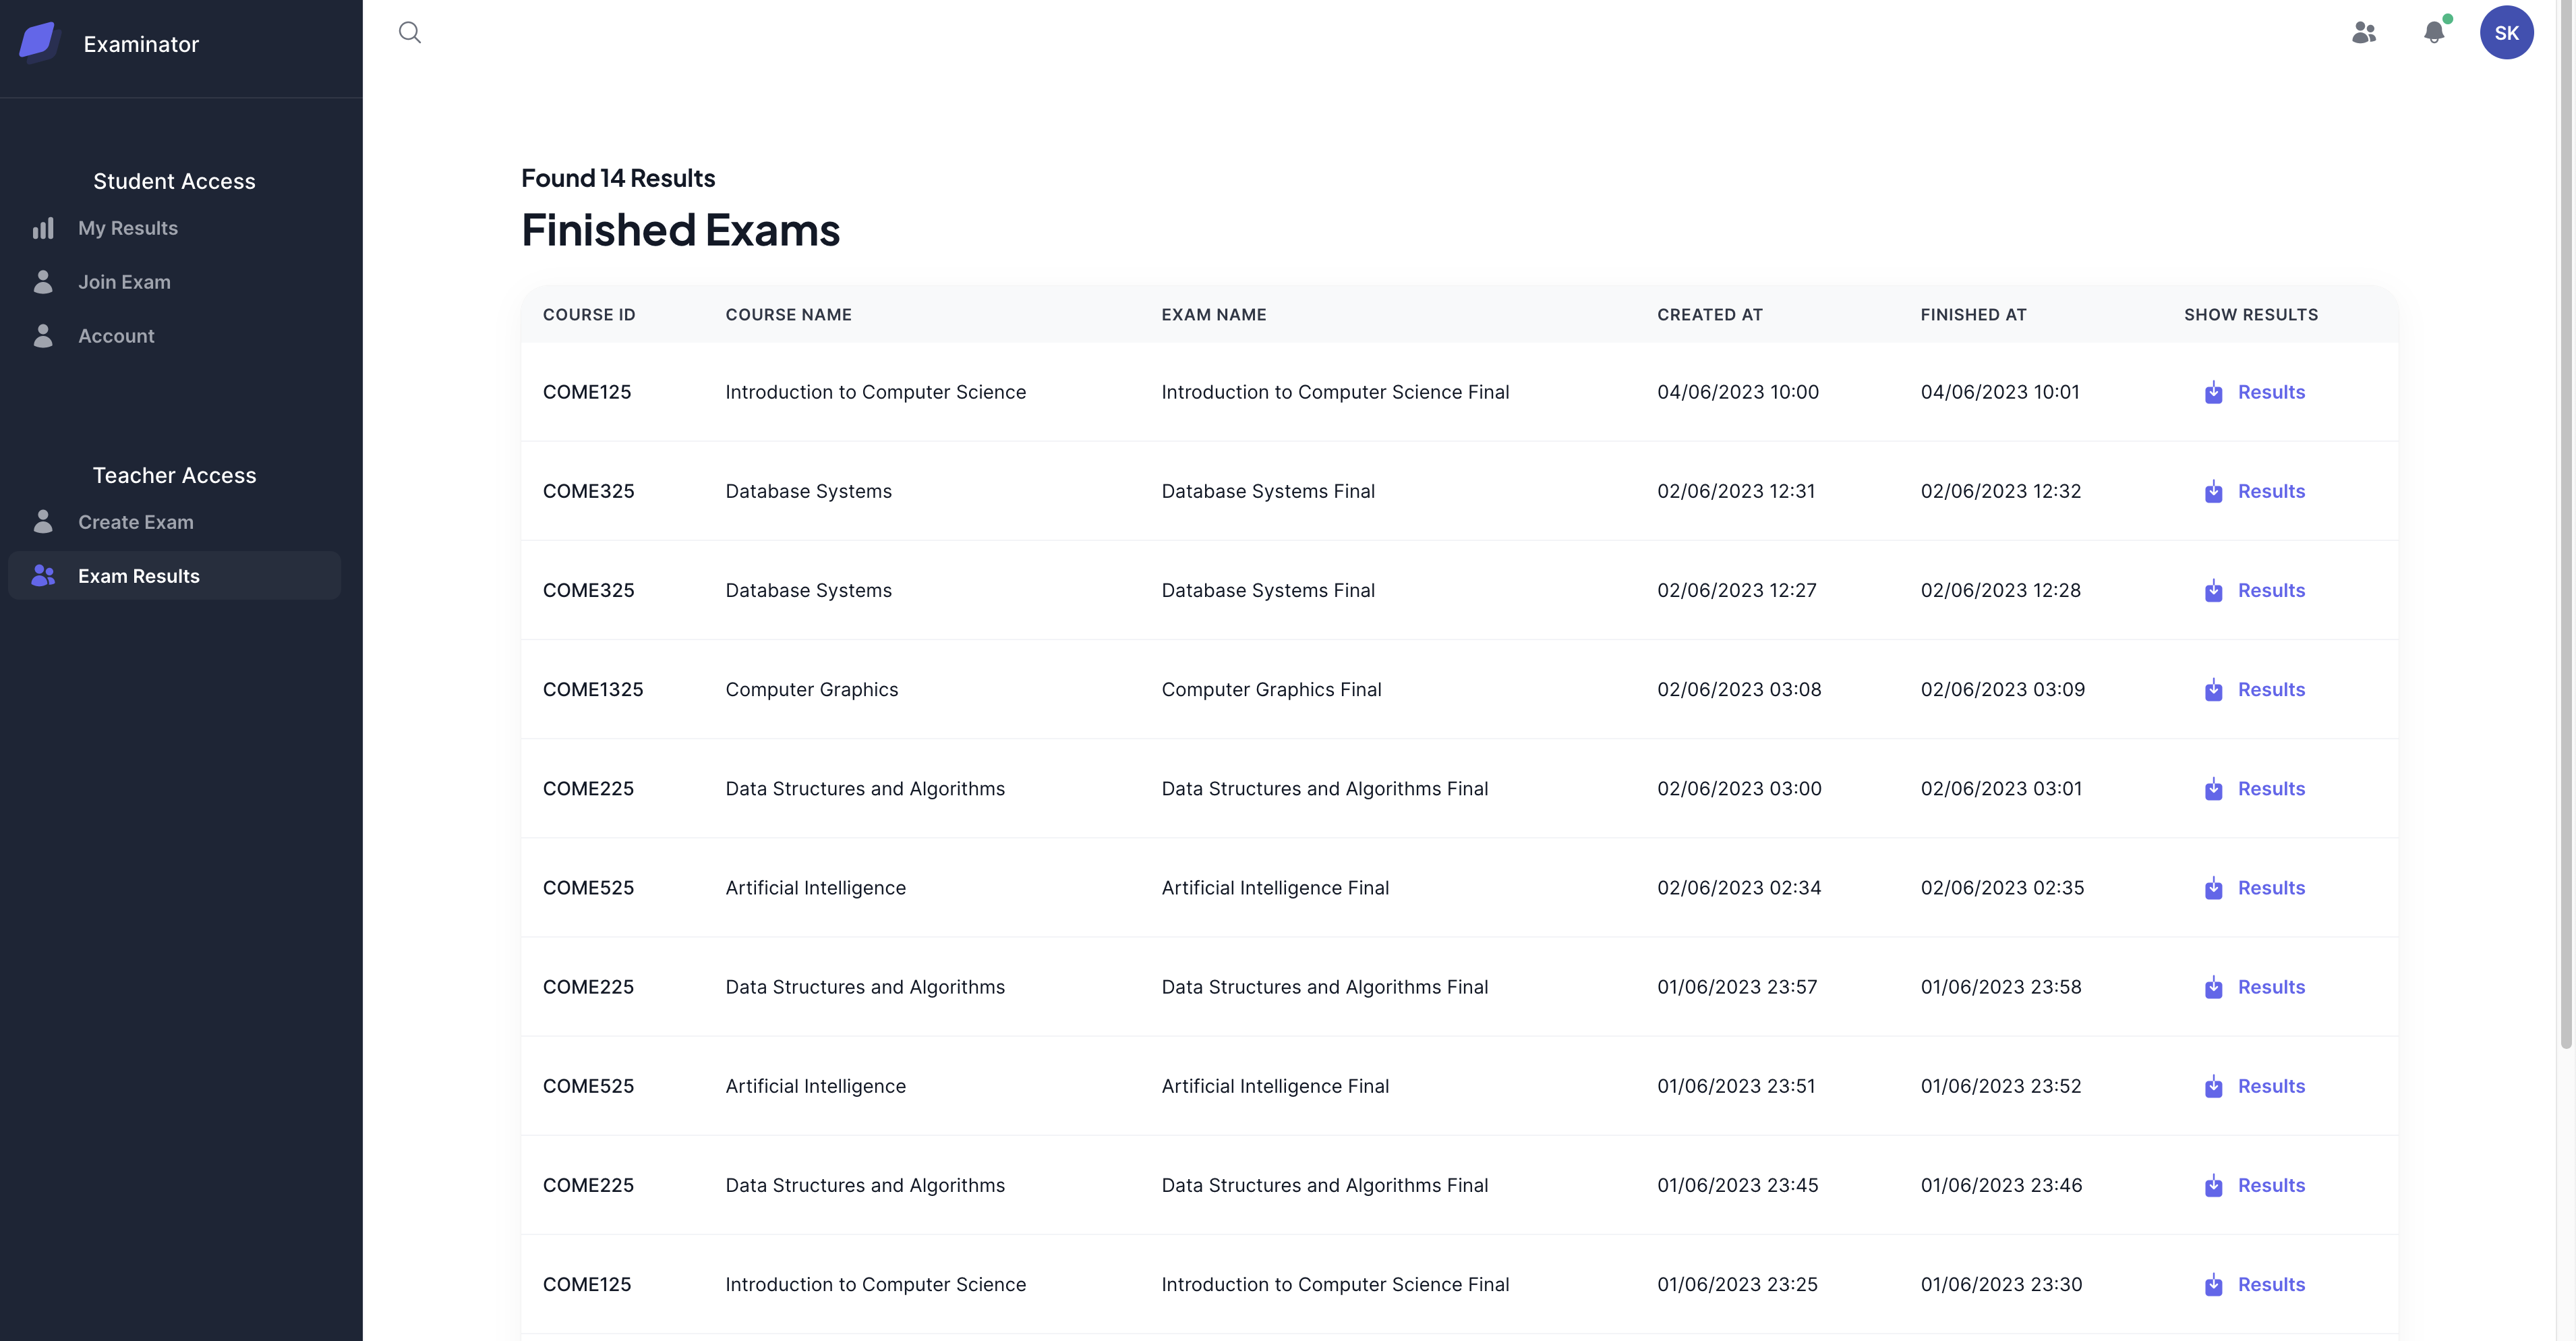 Examinator
SK
Student Access
My Results
Join Exam
Account
Teacher Access
Create Exam
Exam Results
Found 14 Results
Finished Exams
COURSE ID COURSE NAME EXAM NAME CREATED AT FINISHED AT SHOW RESULTS
COME125 Introduction to Computer Science Introduction to Computer Science Final 04/06/2023 10:00 04/06/2023 10:01 Results
COME325 Database Systems Database Systems Final 02/06/2023 12:31 02/06/2023 12:32 Results
COME325 Database Systems Database Systems Final 02/06/2023 12:27 02/06/2023 12:28 Results
COME1325 Computer Graphics Computer Graphics Final 02/06/2023 03:08 02/06/2023 03:09 Results
COME225 Data Structures and Algorithms Data Structures and Algorithms Final 02/06/2023 03:00 02/06/2023 03:01 Results
COME525 Artificial Intelligence Artificial Intelligence Final 02/06/2023 02:34 02/06/2023 02:35 Results
COME225 Data Structures and Algorithms Data Structures and Algorithms Final 01/06/2023 23:57 01/06/2023 23:58 Results
COME525 Artificial Intelligence Artificial Intelligence Final 01/06/2023 23:51 01/06/2023 23:52 Results
COME225 Data Structures and Algorithms Data Structures and Algorithms Final 01/06/2023 23:45 01/06/2023 23:46 Results
COME125 Introduction to Computer Science Introduction to Computer Science Final 01/06/2023 23:25 01/06/2023 23:30 Results